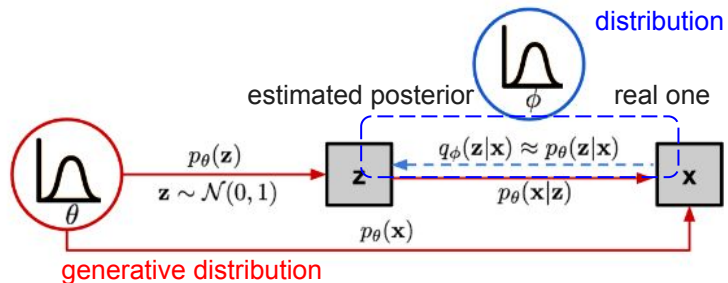 distribution
ϕ
estimated posterior real one
p_θ(z)
q_ϕ(z|x) ≈ p_θ(z|x)
z x
θ
z ∼ 𝒩(0, 1)
p_θ(x|z)
p_θ(x)
generative distribution